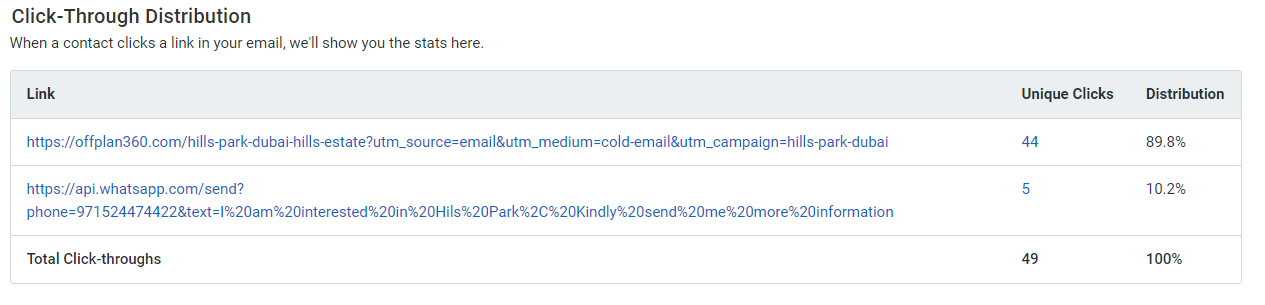 Click-Through Distribution
When a contact clicks a link in your email, we'll show you the stats here.
Link Unique Clicks Distribution
https://offplan360.com/hills-park-dubai-hills-estate?utm_source=email&utm_medium=cold-email&utm_campaign=hills-park-dubai 44 89.8%
https://api.whatsapp.com/send? 5 10.2%
phone=971524474422&text=I%20am%20interested%20in%20Hils%20Park%2C%20Kindly%20send%20me%20more%20information
Total Click-throughs 49 100%